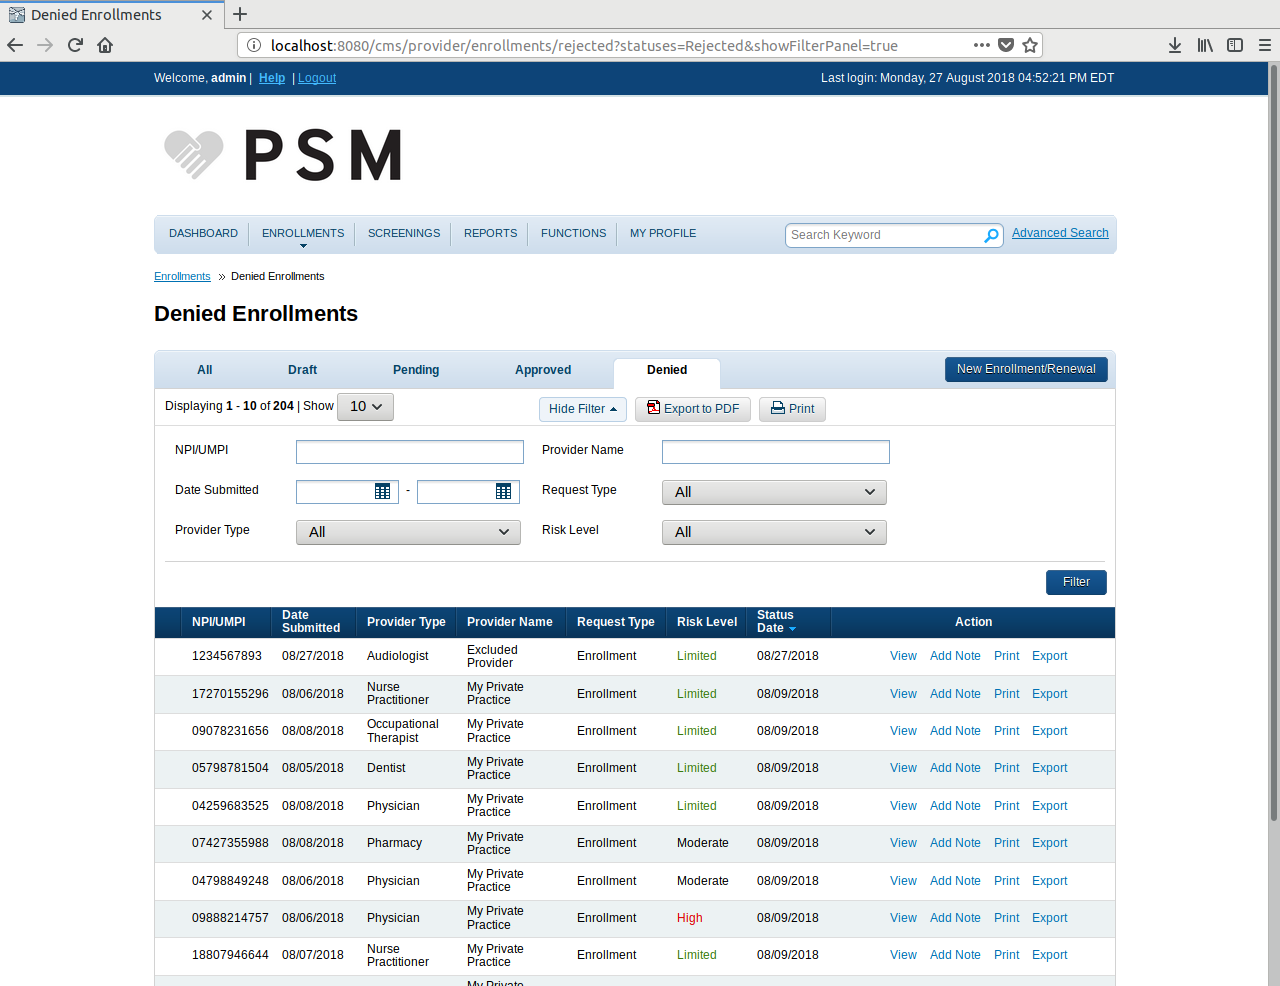 Denied Enrollments
localhost:8080/cms/provider/enrollments/rejected?statuses=Rejected&showFilterPanel=true
Welcome, admin | Help | Logout
Last login: Monday, 27 August 2018 04:52:21 PM EDT
PSM
DASHBOARD ENROLLMENTS SCREENINGS REPORTS FUNCTIONS MY PROFILE Search Keyword Advanced Search
Enrollments » Denied Enrollments
Denied Enrollments
All Draft Pending Approved Denied New Enrollment/Renewal
Displaying 1 - 10 of 204 | Show 10 Hide Filter Export to PDF Print
NPI/UMPI Provider Name
Date Submitted - Request Type All
Provider Type All Risk Level All
Filter
NPI/UMPI Date Submitted Provider Type Provider Name Request Type Risk Level Status Date Action
1234567893 08/27/2018 Audiologist Excluded Provider Enrollment Limited 08/27/2018 View Add Note Print Export
17270155296 08/06/2018 Nurse Practitioner My Private Practice Enrollment Limited 08/09/2018 View Add Note Print Export
09078231656 08/08/2018 Occupational Therapist My Private Practice Enrollment Limited 08/09/2018 View Add Note Print Export
05798781504 08/05/2018 Dentist My Private Practice Enrollment Limited 08/09/2018 View Add Note Print Export
04259683525 08/08/2018 Physician My Private Practice Enrollment Limited 08/09/2018 View Add Note Print Export
07427355988 08/08/2018 Pharmacy My Private Practice Enrollment Moderate 08/09/2018 View Add Note Print Export
04798849248 08/06/2018 Physician My Private Practice Enrollment Moderate 08/09/2018 View Add Note Print Export
09888214757 08/06/2018 Physician My Private Practice Enrollment High 08/09/2018 View Add Note Print Export
18807946644 08/07/2018 Nurse Practitioner My Private Practice Enrollment Limited 08/09/2018 View Add Note Print Export
My Private